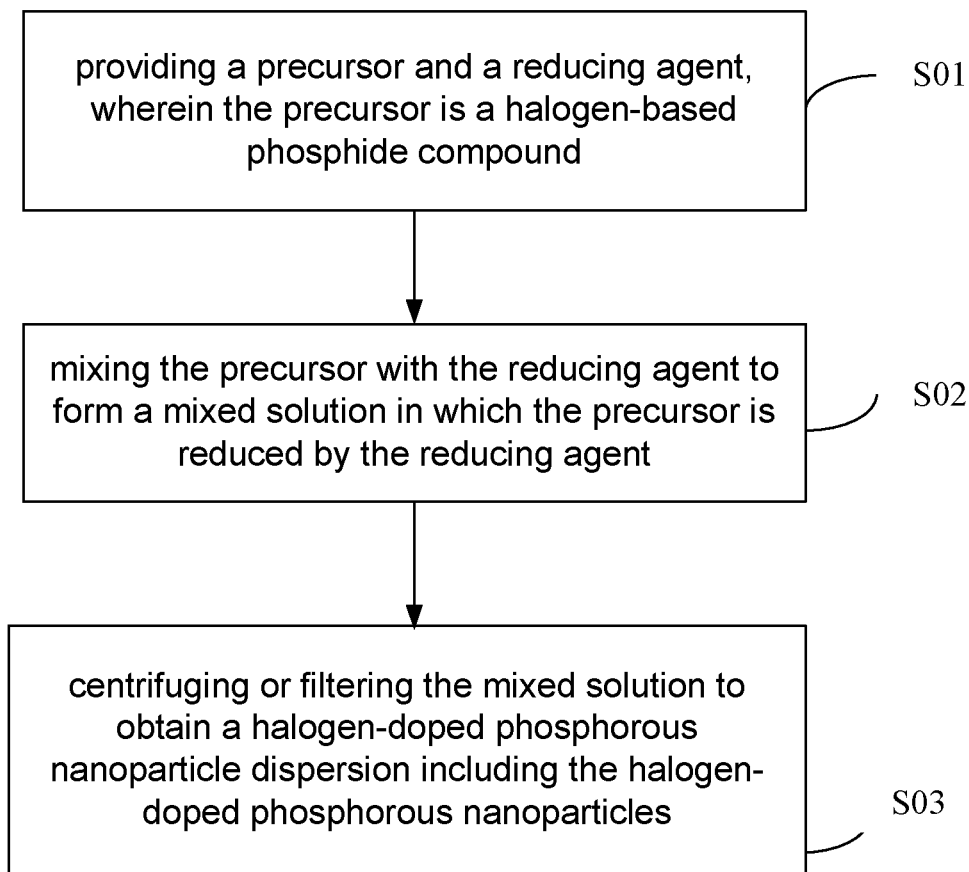 providing a precursor and a reducing agent,
wherein the precursor is a halogen-based
phosphide compound
S01
mixing the precursor with the reducing agent to
form a mixed solution in which the precursor is
reduced by the reducing agent
S02
centrifuging or filtering the mixed solution to
obtain a halogen-doped phosphorous
nanoparticle dispersion including the halogen-
doped phosphorous nanoparticles
S03